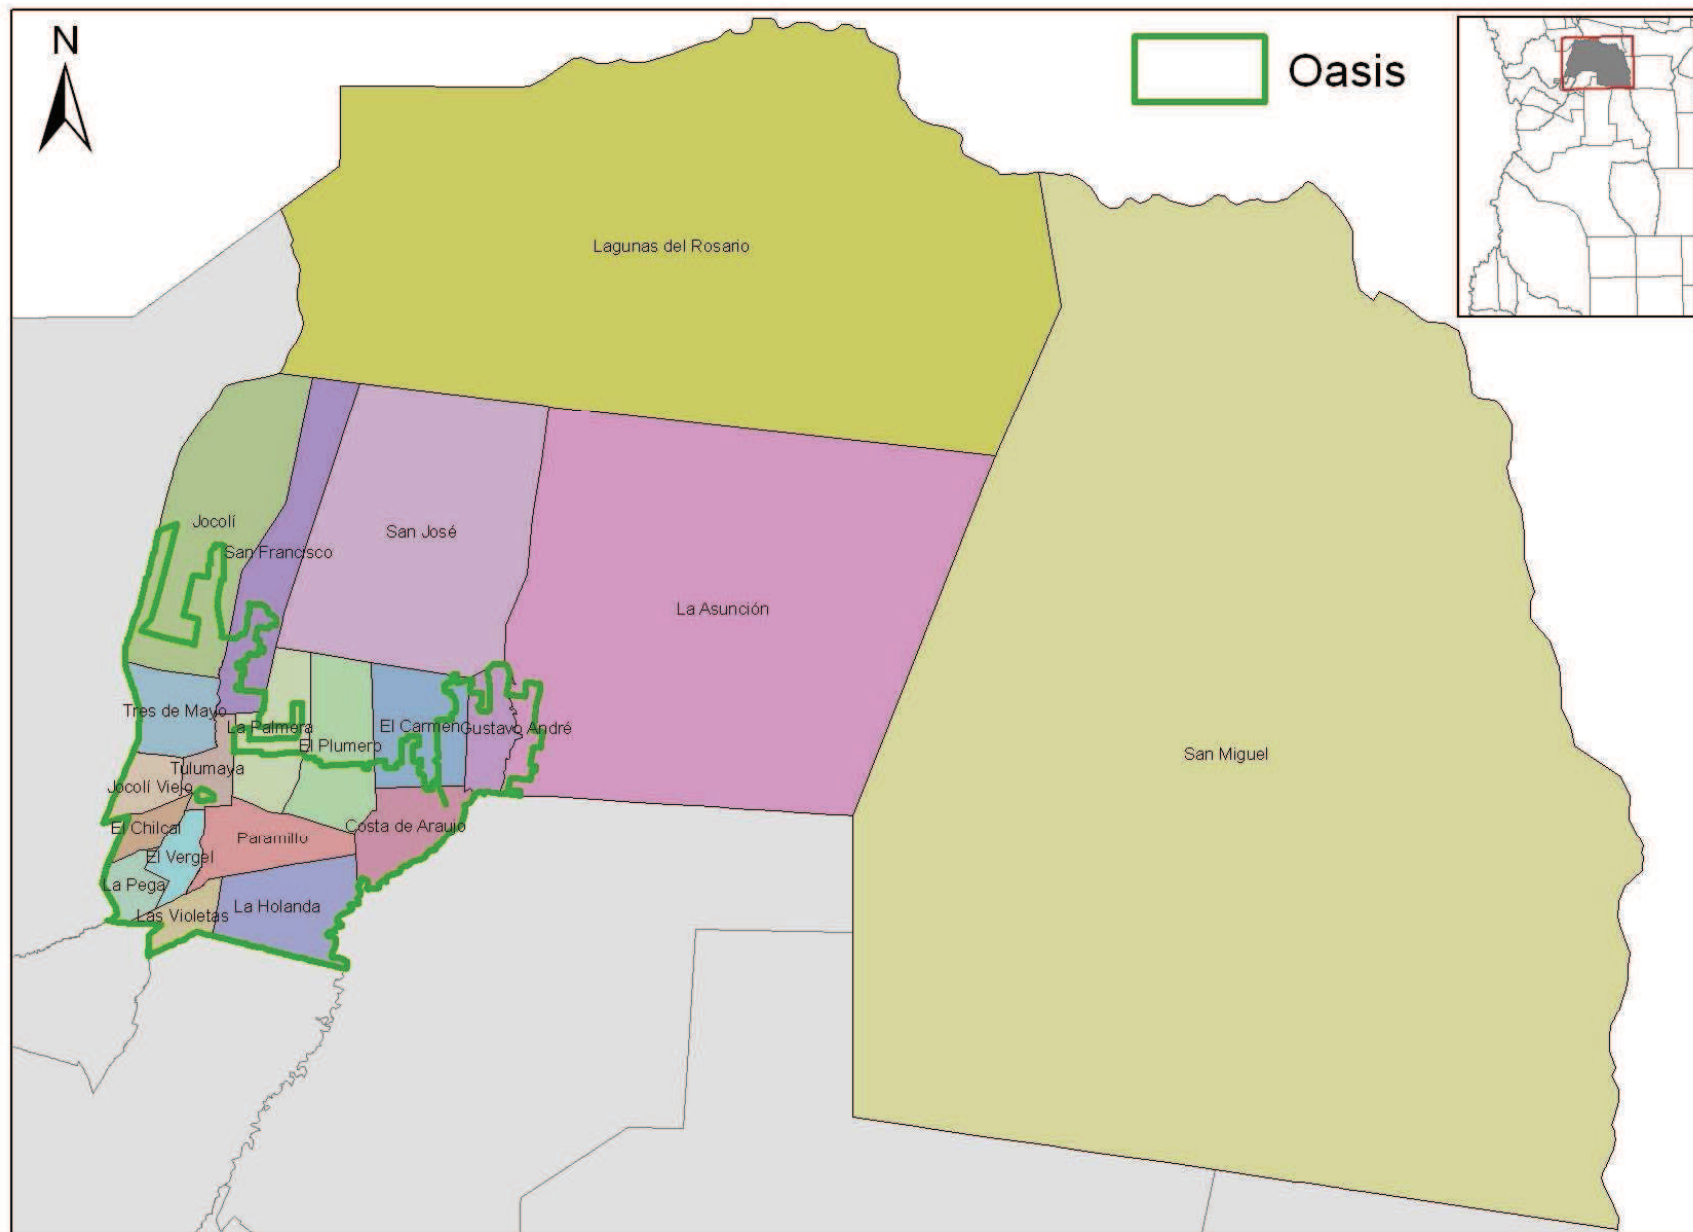 N
Oasis
Lagunas del Rosario
Jocolí
San Francisco
San José
La Asunción
Tres de Mayo
La Palmera
El Plumero
El Carmen
Gustavo André
San Miguel
Tulumaya
Jocolí Viejo
El Chilcal
Paramillo
Costa de Araujo
El Vergel
La Pega
Las Violetas
La Holanda